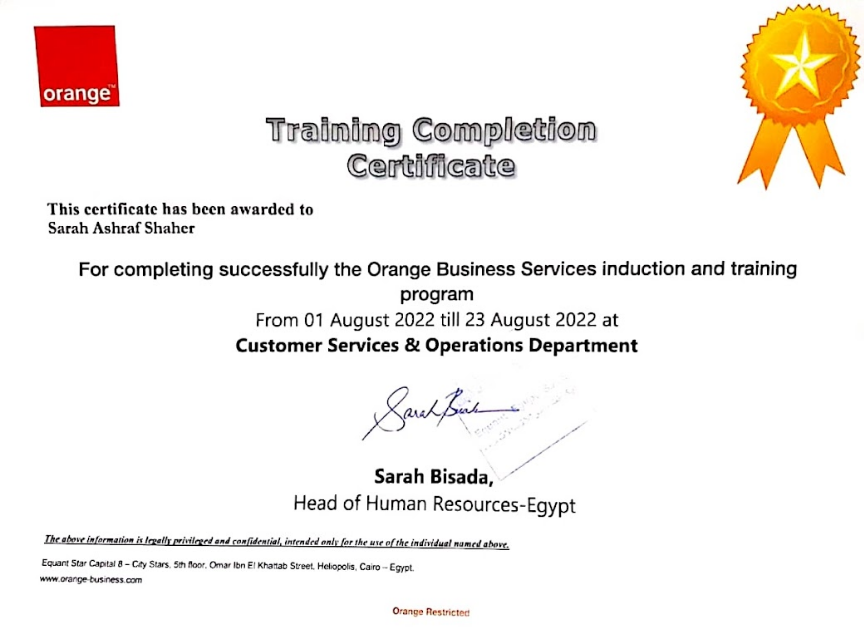 orange™
Training Completion
Certificate
This certificate has been awarded to
Sarah Ashraf Shaher
For completing successfully the Orange Business Services induction and training
program
From 01 August 2022 till 23 August 2022 at
Customer Services & Operations Department
Sarah Bisada,
Head of Human Resources-Egypt
The above information is legally privileged and confidential, intended only for the use of the individual named above.
Equant Star Capital 8 – City Stars, 5th floor, Omar Ibn El Khattab Street, Heliopolis, Cairo – Egypt.
www.orange-business.com
Orange Restricted